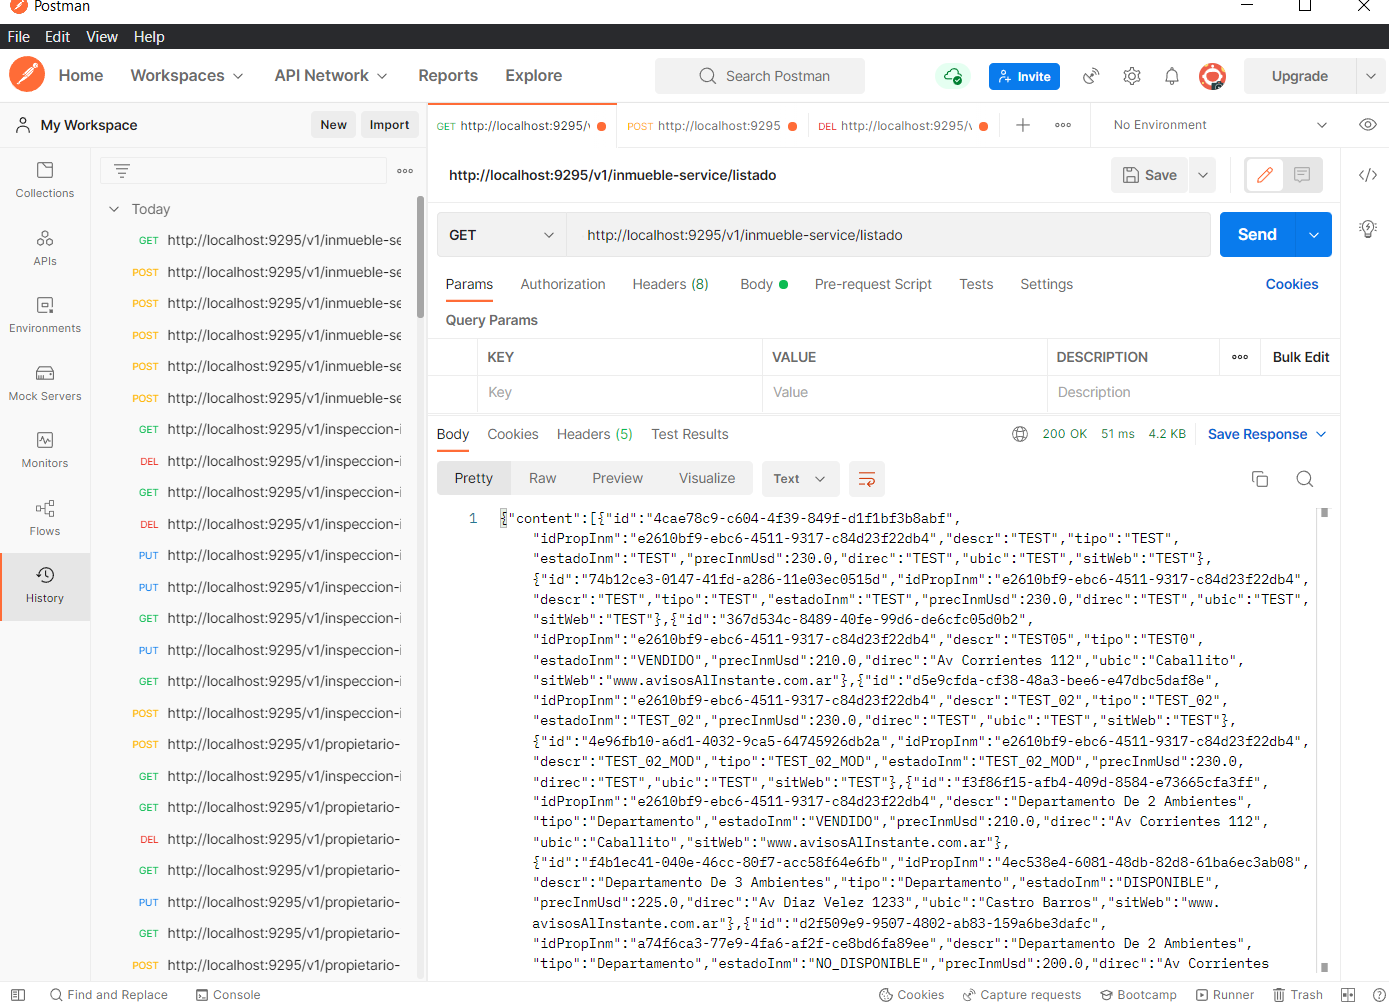 Postman
File Edit View Help
Home Workspaces API Network Reports Explore Search Postman Invite Upgrade
My Workspace New Import
GET http://localhost:9295/v POST http://localhost:9295 DEL http://localhost:9295/v No Environment
Collections
APIs
Environments
Mock Servers
Monitors
Flows
History
Today
GET http://localhost:9295/v1/inmueble-se
POST http://localhost:9295/v1/inmueble-se
POST http://localhost:9295/v1/inmueble-se
POST http://localhost:9295/v1/inmueble-se
POST http://localhost:9295/v1/inmueble-se
POST http://localhost:9295/v1/inmueble-se
GET http://localhost:9295/v1/inspeccion-i
DEL http://localhost:9295/v1/inspeccion-i
GET http://localhost:9295/v1/inspeccion-i
DEL http://localhost:9295/v1/inspeccion-i
PUT http://localhost:9295/v1/inspeccion-i
PUT http://localhost:9295/v1/inspeccion-i
GET http://localhost:9295/v1/inspeccion-i
PUT http://localhost:9295/v1/inspeccion-i
GET http://localhost:9295/v1/inspeccion-i
POST http://localhost:9295/v1/inspeccion-i
POST http://localhost:9295/v1/propietario-
GET http://localhost:9295/v1/inspeccion-i
GET http://localhost:9295/v1/propietario-
DEL http://localhost:9295/v1/propietario-
GET http://localhost:9295/v1/propietario-
PUT http://localhost:9295/v1/propietario-
GET http://localhost:9295/v1/propietario-
POST http://localhost:9295/v1/propietario-
http://localhost:9295/v1/inmueble-service/listado Save
GET http://localhost:9295/v1/inmueble-service/listado Send
Params Authorization Headers (8) Body Pre-request Script Tests Settings Cookies
Query Params
KEY VALUE DESCRIPTION Bulk Edit
Key Value Description
Body Cookies Headers (5) Test Results 200 OK 51 ms 4.2 KB Save Response
Pretty Raw Preview Visualize Text
1 {"content":[{"id":"4cae78c9-c604-4f39-849f-d1f1bf3b8abf",
"idPropInm":"e2610bf9-ebc6-4511-9317-c84d23f22db4","descr":"TEST","tipo":"TEST",
"estadoInm":"TEST","precInmUsd":230.0,"direc":"TEST","ubic":"TEST","sitWeb":"TEST"},
{"id":"74b12ce3-0147-41fd-a286-11e03ec0515d","idPropInm":"e2610bf9-ebc6-4511-9317-c84d23f22db4",
"descr":"TEST","tipo":"TEST","estadoInm":"TEST","precInmUsd":230.0,"direc":"TEST","ubic":"TEST",
"sitWeb":"TEST"},{"id":"367d534c-8489-40fe-99d6-de6cfc05d0b2",
"idPropInm":"e2610bf9-ebc6-4511-9317-c84d23f22db4","descr":"TEST05","tipo":"TEST0",
"estadoInm":"VENDIDO","precInmUsd":210.0,"direc":"Av Corrientes 112","ubic":"Caballito",
"sitWeb":"www.avisosAlInstante.com.ar"},{"id":"d5e9cfda-cf38-48a3-bee6-e47dbc5daf8e",
"idPropInm":"e2610bf9-ebc6-4511-9317-c84d23f22db4","descr":"TEST_02","tipo":"TEST_02",
"estadoInm":"TEST_02","precInmUsd":230.0,"direc":"TEST","ubic":"TEST","sitWeb":"TEST"},
{"id":"4e96fb10-a6d1-4032-9ca5-64745926db2a","idPropInm":"e2610bf9-ebc6-4511-9317-c84d23f22db4",
"descr":"TEST_02_MOD","tipo":"TEST_02_MOD","estadoInm":"TEST_02_MOD","precInmUsd":230.0,
"direc":"TEST","ubic":"TEST","sitWeb":"TEST"},{"id":"f3f86f15-afb4-409d-8584-e73665cfa3ff",
"idPropInm":"e2610bf9-ebc6-4511-9317-c84d23f22db4","descr":"Departamento De 2 Ambientes",
"tipo":"Departamento","estadoInm":"VENDIDO","precInmUsd":210.0,"direc":"Av Corrientes 112",
"ubic":"Caballito","sitWeb":"www.avisosAlInstante.com.ar"},
{"id":"f4b1ec41-040e-46cc-80f7-acc58f64e6fb","idPropInm":"4ec538e4-6081-48db-82d8-61ba6ec3ab08",
"descr":"Departamento De 3 Ambientes","tipo":"Departamento","estadoInm":"DISPONIBLE",
"precInmUsd":225.0,"direc":"Av Diaz Velez 1233","ubic":"Castro Barros","sitWeb":"www.
avisosAlInstante.com.ar"},{"id":"d2f509e9-9507-4802-ab83-159a6be3dafc",
"idPropInm":"a74f6ca3-77e9-4fa6-af2f-ce8bd6fa89ee","descr":"Departamento De 2 Ambientes",
"tipo":"Departamento","estadoInm":"NO_DISPONIBLE","precInmUsd":200.0,"direc":"Av Corrientes
Find and Replace Console Cookies Capture requests Bootcamp Runner Trash